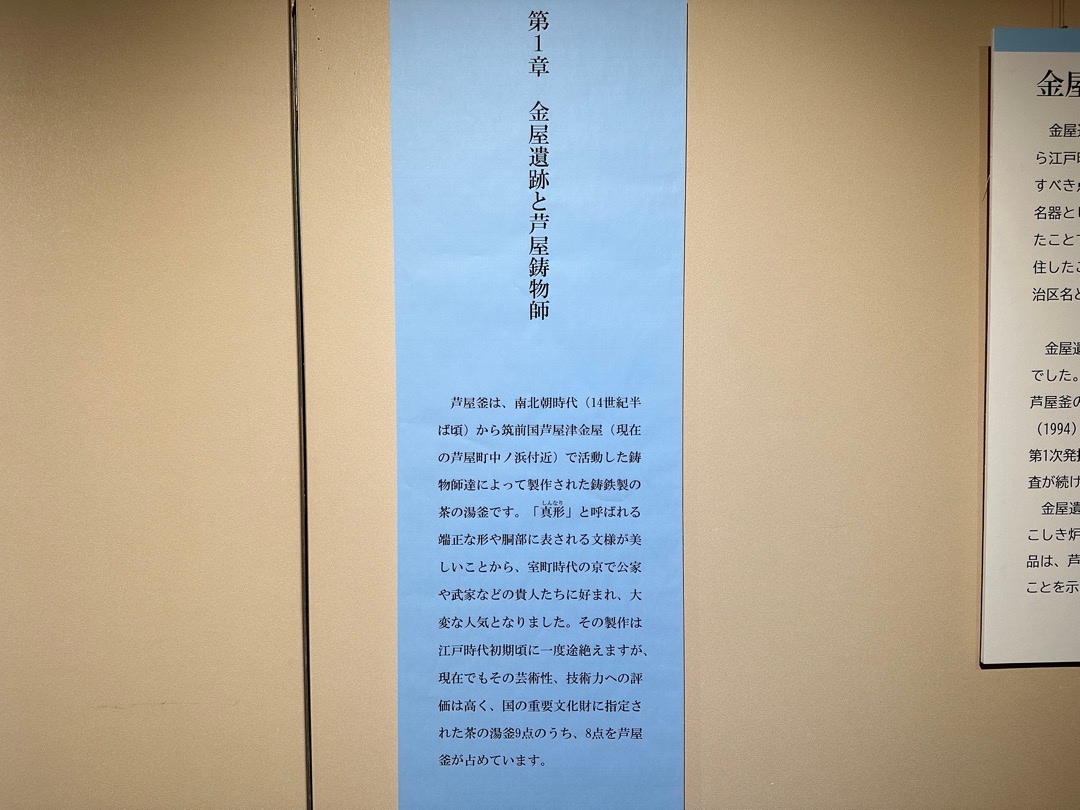 第1章　金屋遺跡と芦屋鋳物師
芦屋釜は、南北朝時代（14世紀半
ば頃）から筑前国芦屋津金屋（現在
の芦屋町中ノ浜付近）で活動した鋳
物師達によって製作された鋳鉄製の
茶の湯釜です。「真形」と呼ばれる
しんなり
端正な形や胴部に表される文様が美
しいことから、室町時代の京で公家
や武家などの貴人たちに好まれ、大
変な人気となりました。その製作は
江戸時代初期頃に一度途絶えますが、
現在でもその芸術性、技術力への評
価は高く、国の重要文化財に指定さ
れた茶の湯釜9点のうち、8点を芦屋
釜が占めています。
金屋
金屋
ら江戸
すべき
名器と
たこと
住した
治区名
金屋
でした。
芦屋釜
（1994）
第1次発
査が続け
金屋遺
こしき炉
品は、芦
ことを示